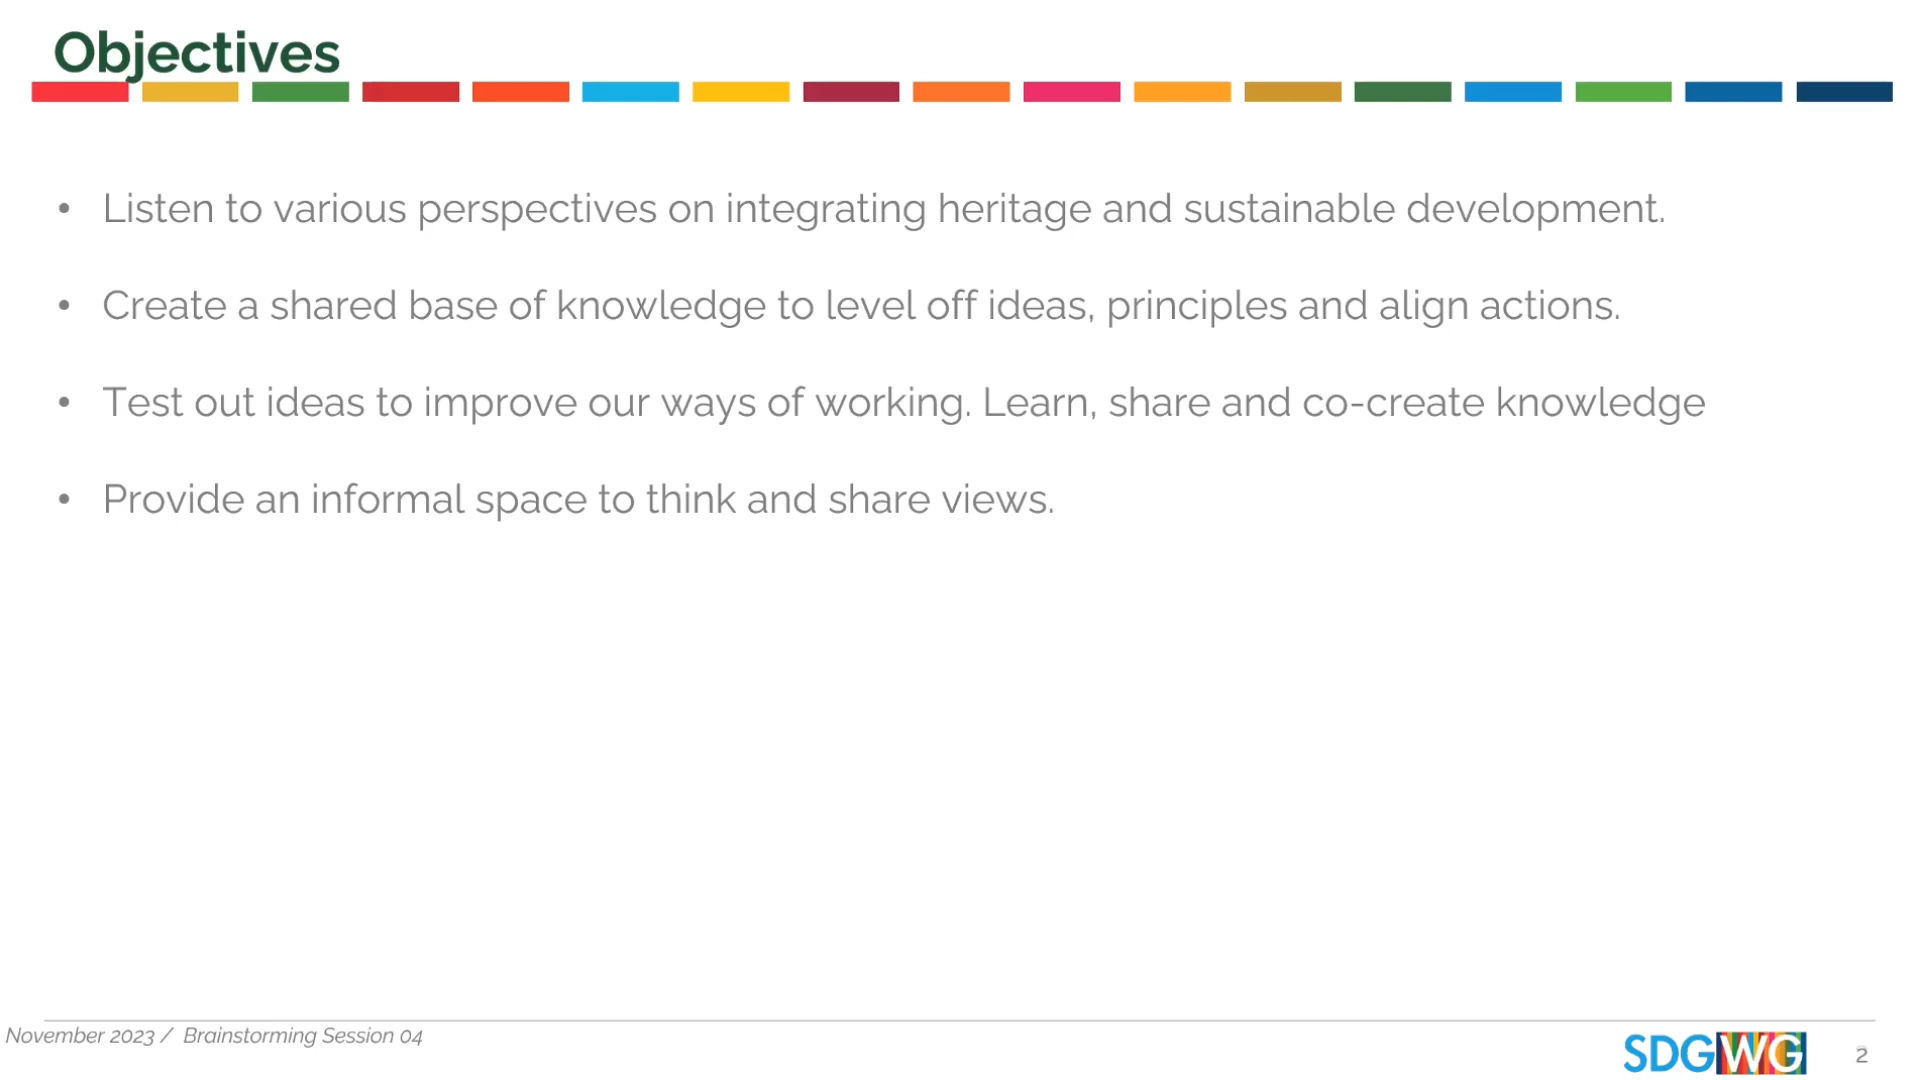 Objectives
• Listen to various perspectives on integrating heritage and sustainable development.
• Create a shared base of knowledge to level off ideas, principles and align actions.
• Test out ideas to improve our ways of working. Learn, share and co-create knowledge
• Provide an informal space to think and share views.
November 2023 / Brainstorming Session 04
SDGWG
2